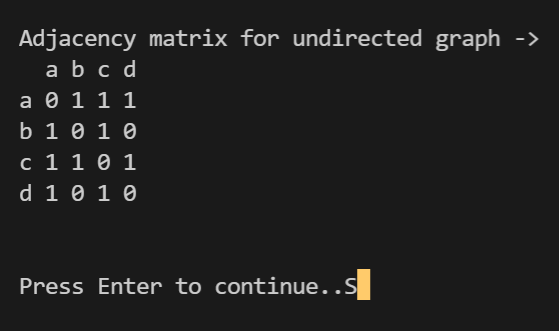 Adjacency matrix for undirected graph ->
  a b c d
a 0 1 1 1
b 1 0 1 0
c 1 1 0 1
d 1 0 1 0
Press Enter to continue..S